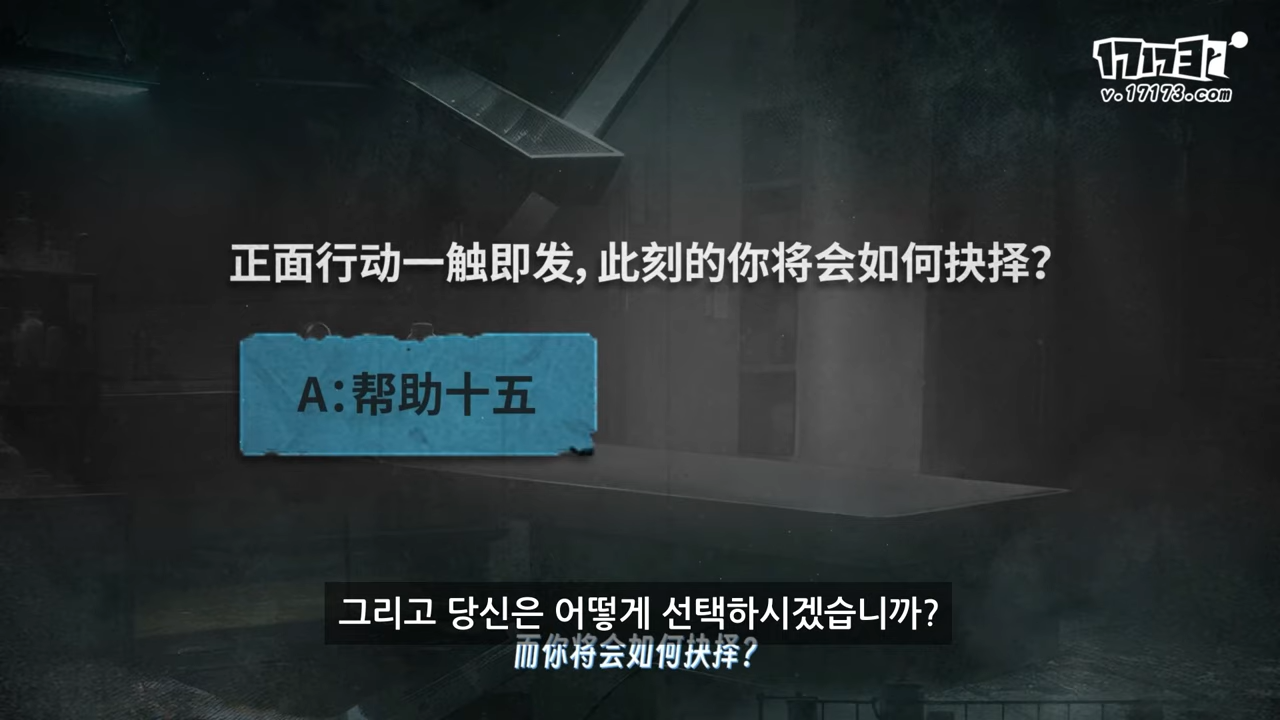 17173
v.17173.com
正面行动一触即发,此刻的你将会如何抉择?
A:帮助十五
그리고 당신은 어떻게 선택하시겠습니까?
而你将会如何抉择?